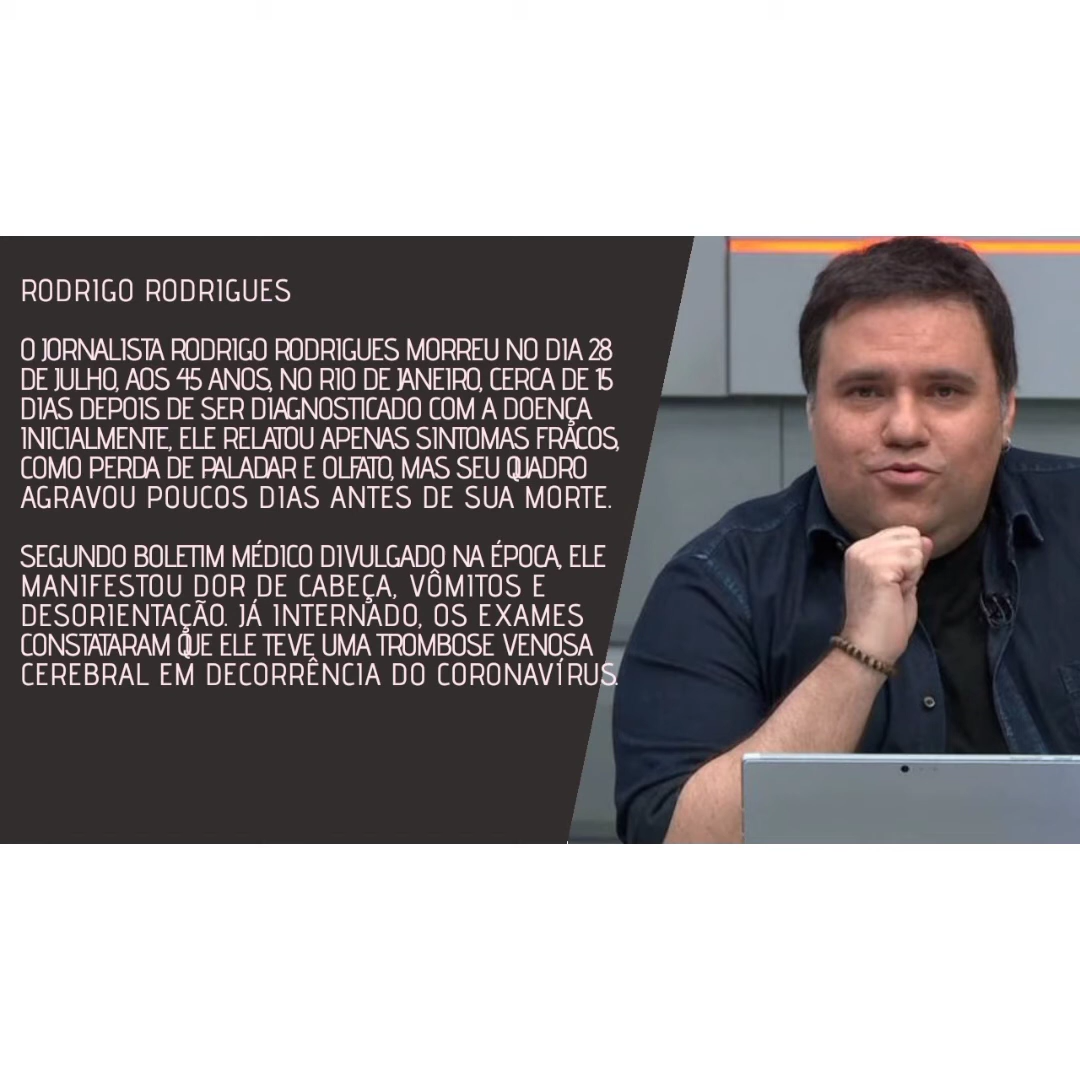 RODRIGO RODRIGUES
O JORNALISTA RODRIGO RODRIGUES MORREU NO DIA 28
DE JULHO, AOS 45 ANOS, NO RIO DE JANEIRO, CERCA DE 15
DIAS DEPOIS DE SER DIAGNOSTICADO COM A DOENÇA.
INICIALMENTE, ELE RELATOU APENAS SINTOMAS FRACOS,
COMO PERDA DE PALADAR E OLFATO, MAS SEU QUADRO
AGRAVOU POUCOS DIAS ANTES DE SUA MORTE.
SEGUNDO BOLETIM MÉDICO DIVULGADO NA ÉPOCA, ELE
MANIFESTOU DOR DE CABEÇA, VÔMITOS E
DESORIENTAÇÃO. JÁ INTERNADO, OS EXAMES
CONSTATARAM QUE ELE TEVE UMA TROMBOSE VENOSA
CEREBRAL EM DECORRÊNCIA DO CORONAVÍRUS.